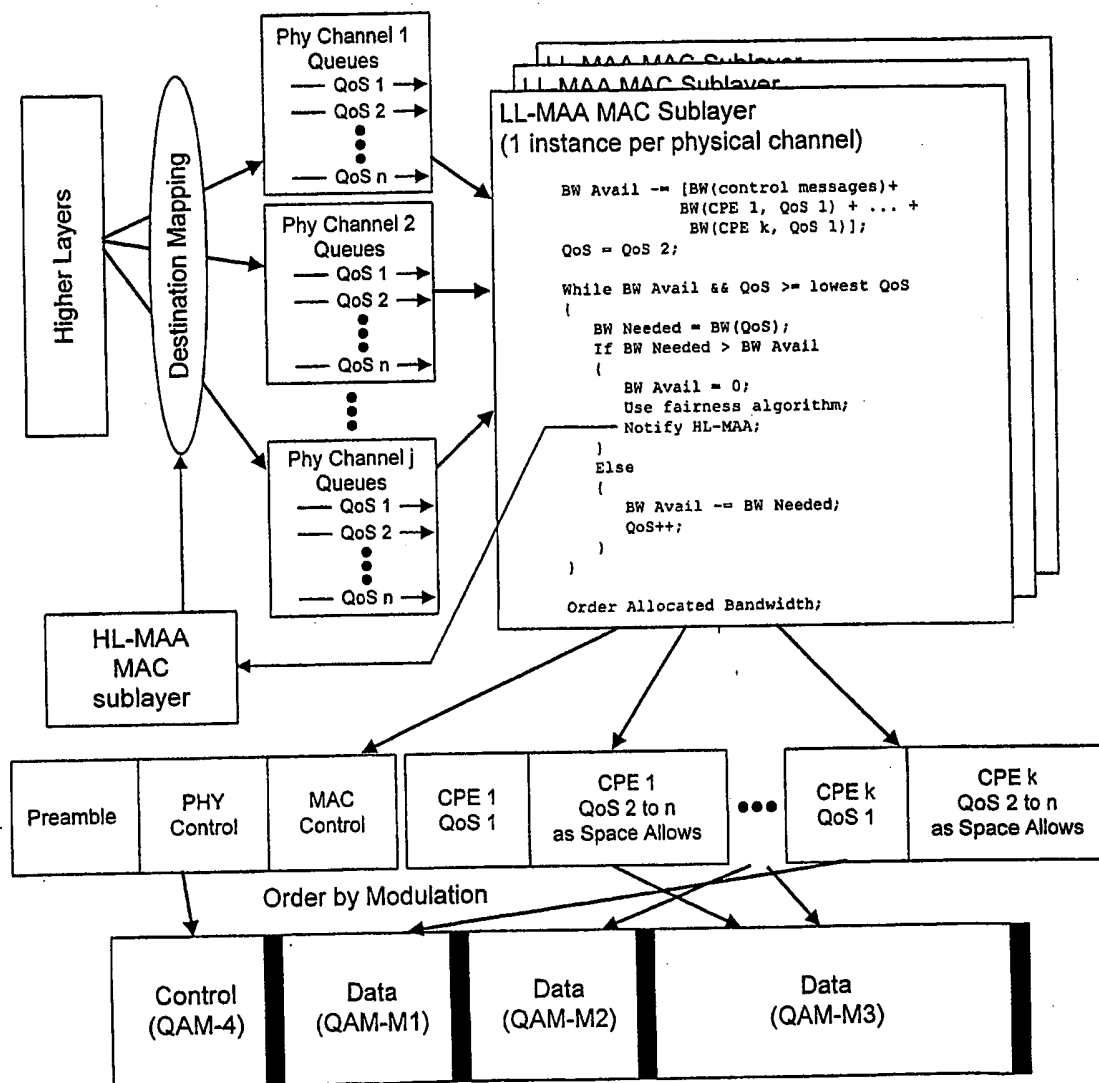 Higher Layers
Destination Mapping
Phy Channel 1
Queues
QoS 1
QoS 2
QoS n
Phy Channel 2
Queues
QoS 1
QoS 2
QoS n
Phy Channel j
Queues
QoS 1
QoS 2
QoS n
HL-MAA
MAC
sublayer
LL-MAA MAC Sublayer
LL-MAA MAC Sublayer
LL-MAA MAC Sublayer
(1 instance per physical channel)
BW Avail -= [BW(control messages)+
BW(CPE 1, QoS 1) + ... +
BW(CPE k, QoS 1)];
QoS = QoS 2;
While BW Avail && QoS >= lowest QoS
{
BW Needed = BW(QoS);
If BW Needed > BW Avail
{
BW Avail = 0;
Use fairness algorithm;
Notify HL-MAA;
}
Else
{
BW Avail -= BW Needed;
QoS++;
}
}
Order Allocated Bandwidth;
Preamble
PHY
Control
MAC
Control
CPE 1
QoS 1
CPE 1
QoS 2 to n
as Space Allows
CPE k
QoS 1
CPE k
QoS 2 to n
as Space Allows
Order by Modulation
Control
(QAM-4)
Data
(QAM-M1)
Data
(QAM-M2)
Data
(QAM-M3)